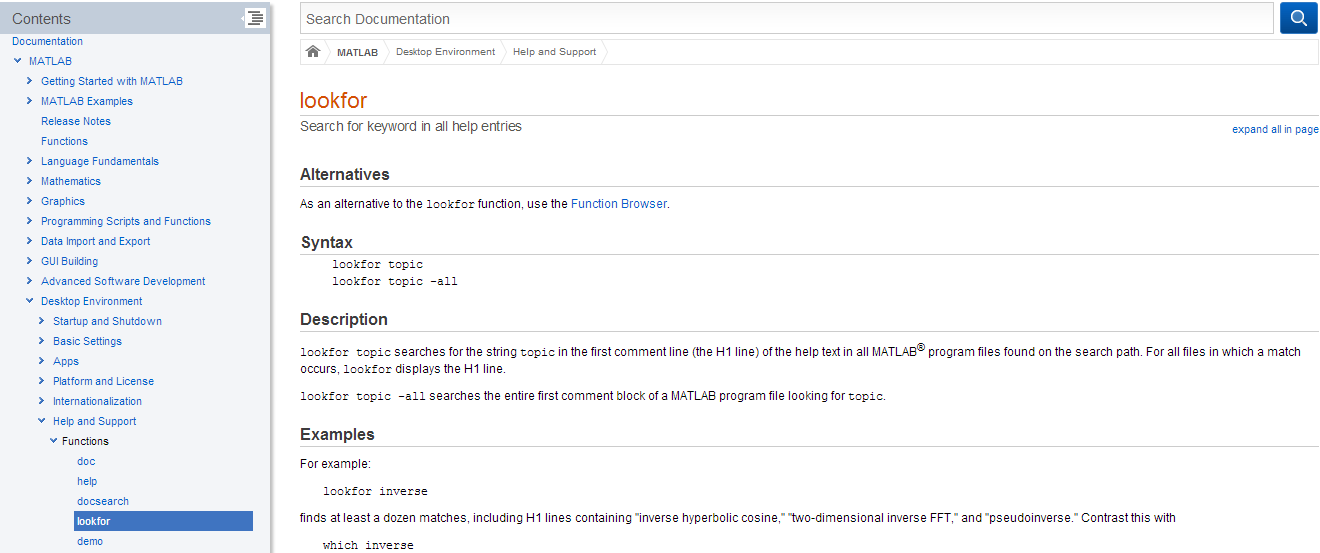 Contents
Documentation
MATLAB
Getting Started with MATLAB
MATLAB Examples
Release Notes
Functions
Language Fundamentals
Mathematics
Graphics
Programming Scripts and Functions
Data Import and Export
GUI Building
Advanced Software Development
Desktop Environment
Startup and Shutdown
Basic Settings
Apps
Platform and License
Internationalization
Help and Support
Functions
doc
help
docsearch
lookfor
demo
Search Documentation
MATLAB Desktop Environment Help and Support
lookfor
Search for keyword in all help entries
expand all in page
Alternatives
As an alternative to the lookfor function, use the Function Browser.
Syntax
lookfor topic
lookfor topic -all
Description
lookfor topic searches for the string topic in the first comment line (the H1 line) of the help text in all MATLAB® program files found on the search path. For all files in which a match
occurs, lookfor displays the H1 line.
lookfor topic -all searches the entire first comment block of a MATLAB program file looking for topic.
Examples
For example:
lookfor inverse
finds at least a dozen matches, including H1 lines containing "inverse hyperbolic cosine," "two-dimensional inverse FFT," and "pseudoinverse." Contrast this with
which inverse